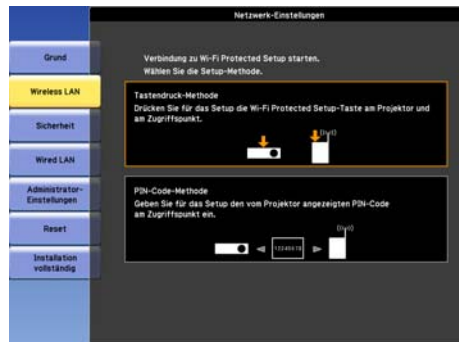 Netzwerk-Einstellungen
Grund
Wireless LAN
Sicherheit
Wired LAN
Administrator-
Einstellungen
Reset
Installation
vollständig
Verbindung zu Wi-Fi Protected Setup starten.
Wählen Sie die Setup-Methode.
Tastendruck-Methode
Drücken Sie für das Setup die Wi-Fi Protected Setup-Taste am Projektor und
am Zugriffspunkt.
PIN-Code-Methode
Geben Sie für das Setup den vom Projektor angezeigten PIN-Code
am Zugriffspunkt ein.
12345678